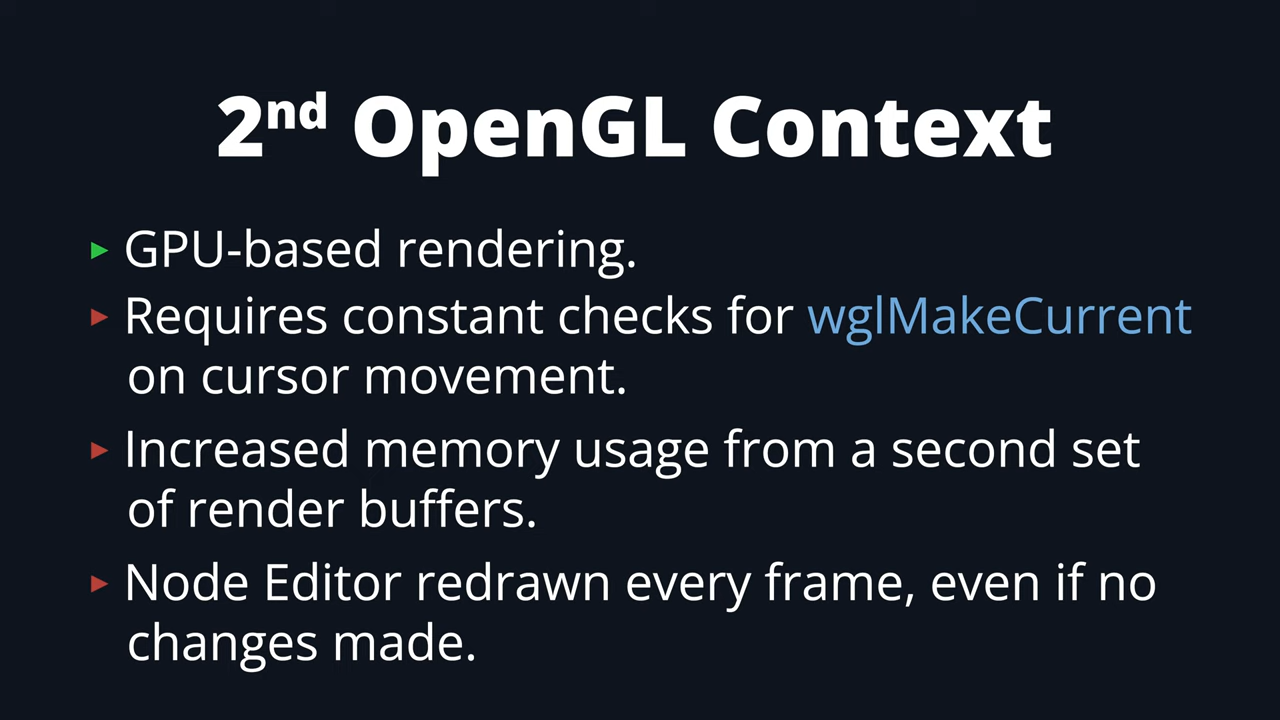 2nd OpenGL Context
GPU-based rendering.
Requires constant checks for wglMakeCurrent
on cursor movement.
Increased memory usage from a second set
of render buffers.
Node Editor redrawn every frame, even if no
changes made.